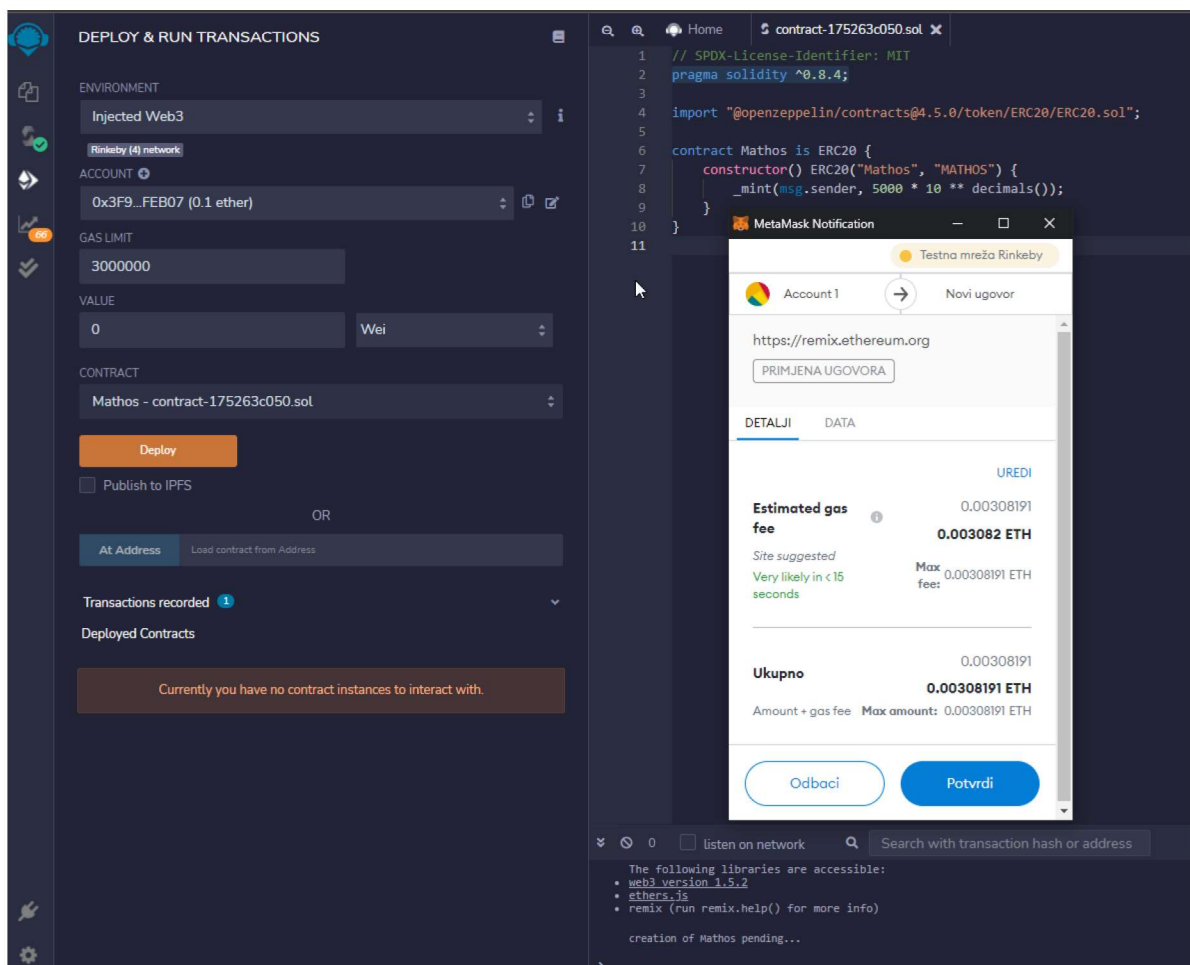 DEPLOY & RUN TRANSACTIONS
ENVIRONMENT
Injected Web3
Rinkeby (4) network
ACCOUNT
0x3F9...FEB07 (0.1 ether)
GAS LIMIT
3000000
VALUE
0 Wei
CONTRACT
Mathos - contract-175263c050.sol
Deploy
Publish to IPFS
OR
At Address Load contract from Address
Transactions recorded 1
Deployed Contracts
Currently you have no contract instances to interact with.
66
Home contract-175263c050.sol
1 // SPDX-License-Identifier: MIT
2 pragma solidity ^0.8.4;
3
4 import "@openzeppelin/contracts@4.5.0/token/ERC20/ERC20.sol";
5
6 contract Mathos is ERC20 {
7 constructor() ERC20("Mathos", "MATHOS") {
8 _mint(msg.sender, 5000 * 10 ** decimals());
9 }
10 }
11
MetaMask Notification
Testna mreža Rinkeby
Account 1 Novi ugovor
https://remix.ethereum.org
PRIMJENA UGOVORA
DETALJI DATA
UREDI
Estimated gas fee
0.00308191
0.003082 ETH
Site suggested
Very likely in < 15 seconds
Max fee: 0.00308191 ETH
Ukupno
0.00308191
0.00308191 ETH
Amount + gas fee Max amount: 0.00308191 ETH
Odbaci Potvrdi
0 listen on network Search with transaction hash or address
The following libraries are accessible:
web3 version 1.5.2
ethers.js
remix (run remix.help() for more info)
creation of Mathos pending...